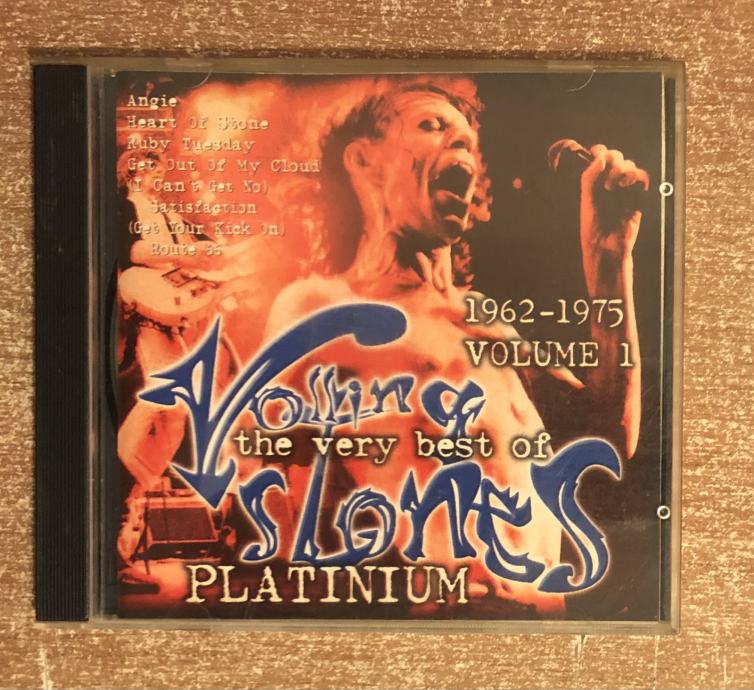 Angie
Heart Of Stone
Ruby Tuesday
Get Out Of My Cloud
(I Can't Get No)
Satisfaction
(Get Your Kick On)
Route 66
1962-1975
VOLUME 1
Rolling
the very best of
stones
PLATINIUM